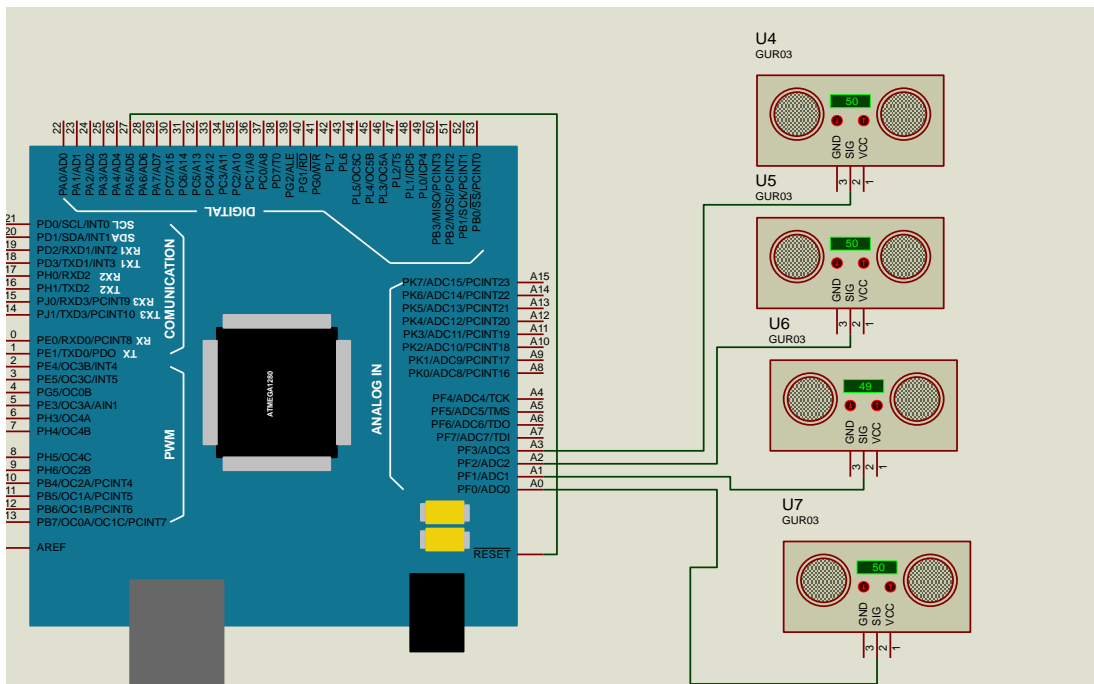 U4
GUR03
50
GND
SIG
VCC
3
2
1
U5
GUR03
50
GND
SIG
VCC
3
2
1
U6
GUR03
49
GND
SIG
VCC
3
2
1
U7
GUR03
50
GND
SIG
VCC
3
2
1
22 PA0/AD0
23 PA1/AD1
24 PA2/AD2
25 PA3/AD3
26 PA4/AD4
27 PA5/AD5
28 PA6/AD6
29 PA7/AD7
30 PC7/A15
31 PC6/A14
32 PC5/A13
33 PC4/A12
34 PC3/A11
35 PC2/A10
36 PC1/A9
37 PC0/A8
38 PD7/T0
39 PG2/ALE
40 PG1/RD
41 PG0/WR
42 PL7
43 PL6
44 PL5/OC5C
45 PL4/OC5B
46 PL3/OC5A
47 PL2/T5
48 PL1/ICP5
49 PL0/ICP4
50 PB3/MISO/PCINT3
51 PB2/MOSI/PCINT2
52 PB1/SCK/PCINT1
53 PB0/SS/PCINT0
DIGITAL
21 PD0/SCL/INT0 SCL
20 PD1/SDA/INT1 SDA
19 PD2/RXD1/INT2 RX1
18 PD3/TXD1/INT3 TX1
17 PH0/RXD2 RX2
16 PH1/TXD2 TX2
15 PJ0/RXD3/PCINT9 RX3
14 PJ1/TXD3/PCINT10 TX3
COMUNICATION
0 PE0/RXD0/PCINT8 RX
1 PE1/TXD0/PDO TX
2 PE4/OC3B/INT4
3 PE5/OC3C/INT5
4 PG5/OC0B
5 PE3/OC3A/AIN1
6 PH3/OC4A
7 PH4/OC4B
8 PH5/OC4C
9 PH6/OC2B
10 PB4/OC2A/PCINT4
11 PB5/OC1A/PCINT5
12 PB6/OC1B/PCINT6
13 PB7/OC0A/OC1C/PCINT7
PWM
AREF
ATMEGA1280
ANALOG IN
PK7/ADC15/PCINT23 A15
PK6/ADC14/PCINT22 A14
PK5/ADC13/PCINT21 A13
PK4/ADC12/PCINT20 A12
PK3/ADC11/PCINT19 A11
PK2/ADC10/PCINT18 A10
PK1/ADC9/PCINT17 A9
PK0/ADC8/PCINT16 A8
PF4/ADC4/TCK A4
PF5/ADC5/TMS A5
PF6/ADC6/TDO A6
PF7/ADC7/TDI A7
PF3/ADC3 A3
PF2/ADC2 A2
PF1/ADC1 A1
PF0/ADC0 A0
RESET